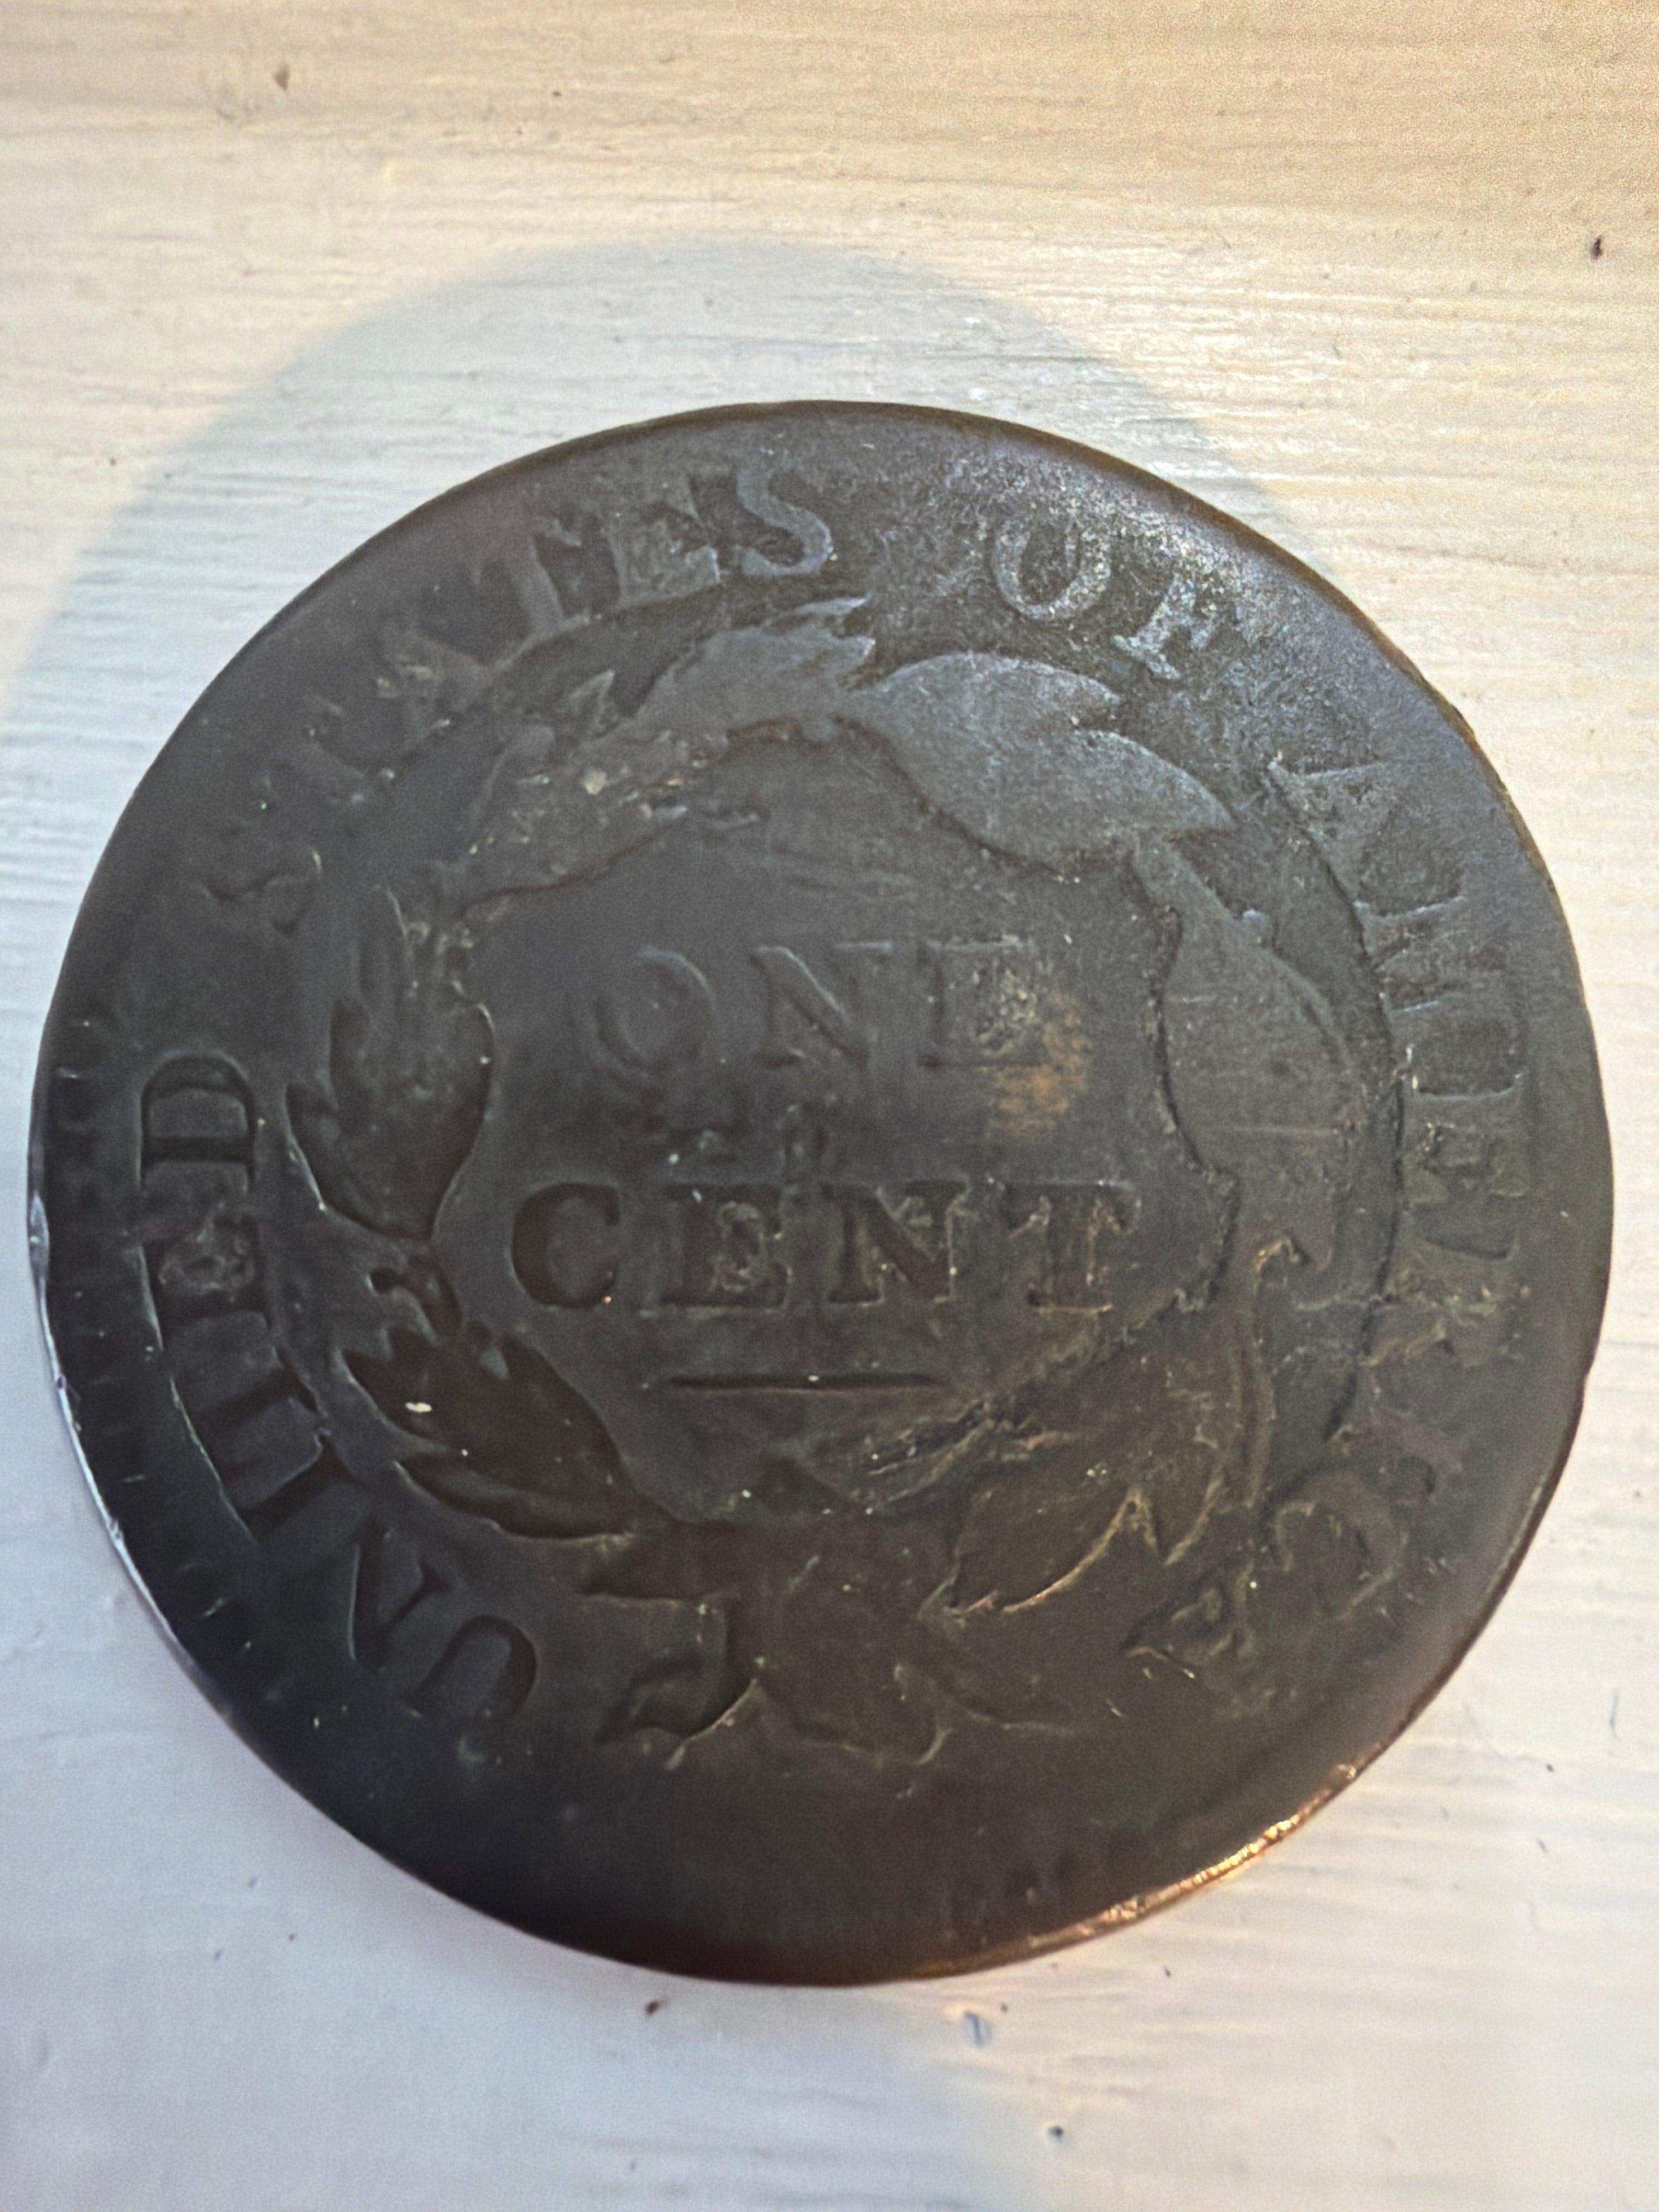 UNITED STATES OF AMERICA
ONE
CENT